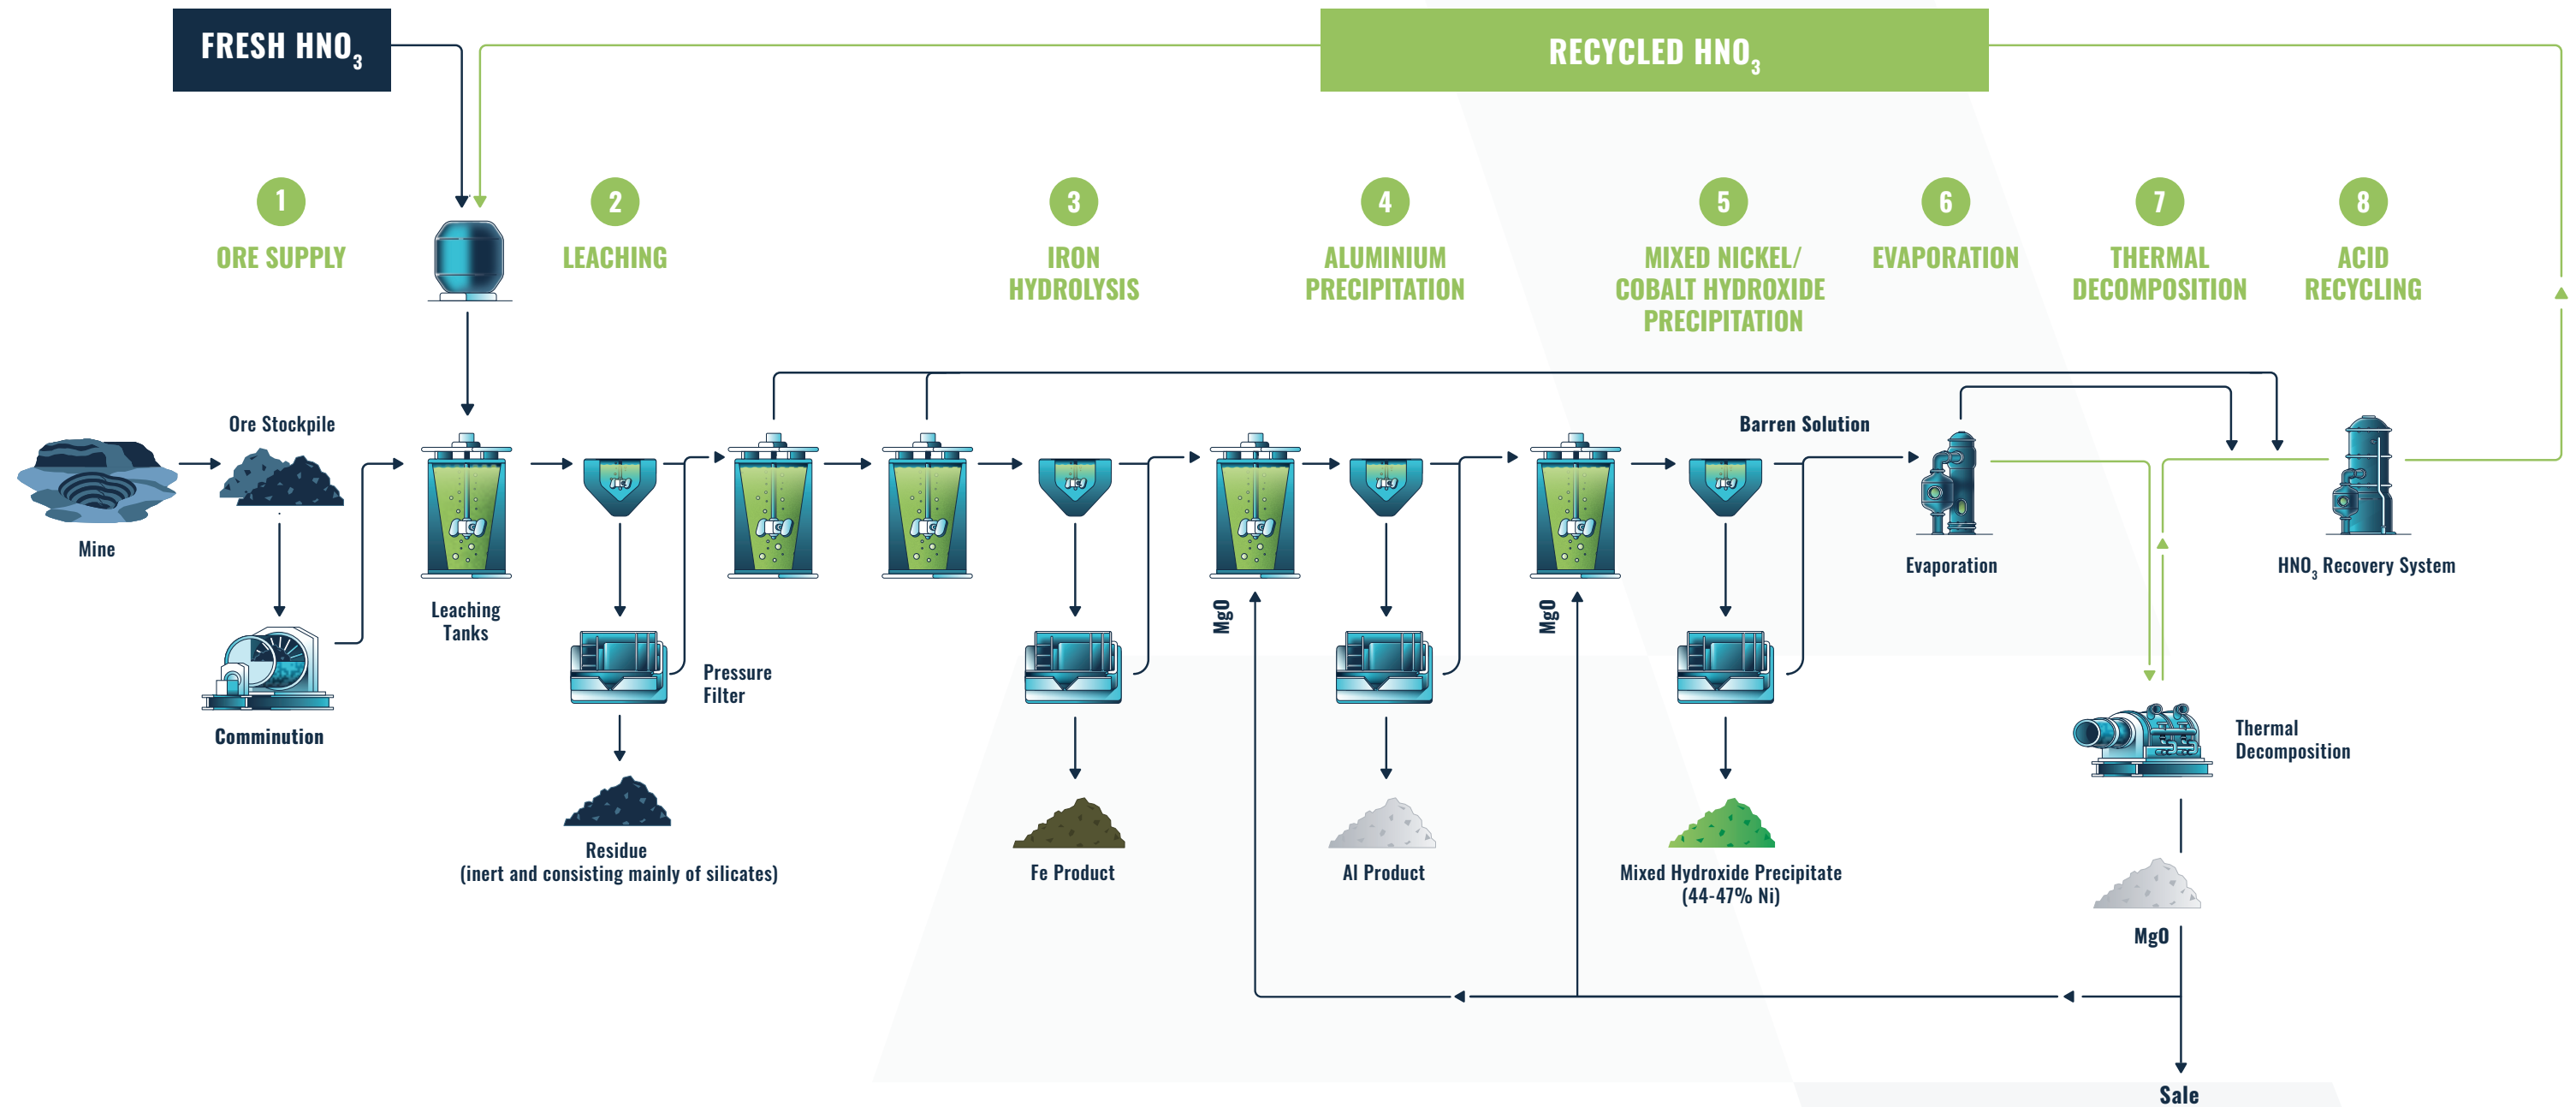 FRESH HNO3
RECYCLED HNO3
1
ORE SUPPLY
2
LEACHING
3
IRON
HYDROLYSIS
4
ALUMINIUM
PRECIPITATION
5
MIXED NICKEL/
COBALT HYDROXIDE
PRECIPITATION
6
EVAPORATION
7
THERMAL
DECOMPOSITION
8
ACID
RECYCLING
Ore Stockpile
Barren Solution
Mine
Evaporation
HNO3 Recovery System
Leaching
Tanks
MgO
MgO
Pressure
Filter
Comminution
Thermal
Decomposition
Residue
(inert and consisting mainly of silicates)
Fe Product
Al Product
Mixed Hydroxide Precipitate
(44-47% Ni)
MgO
Sale